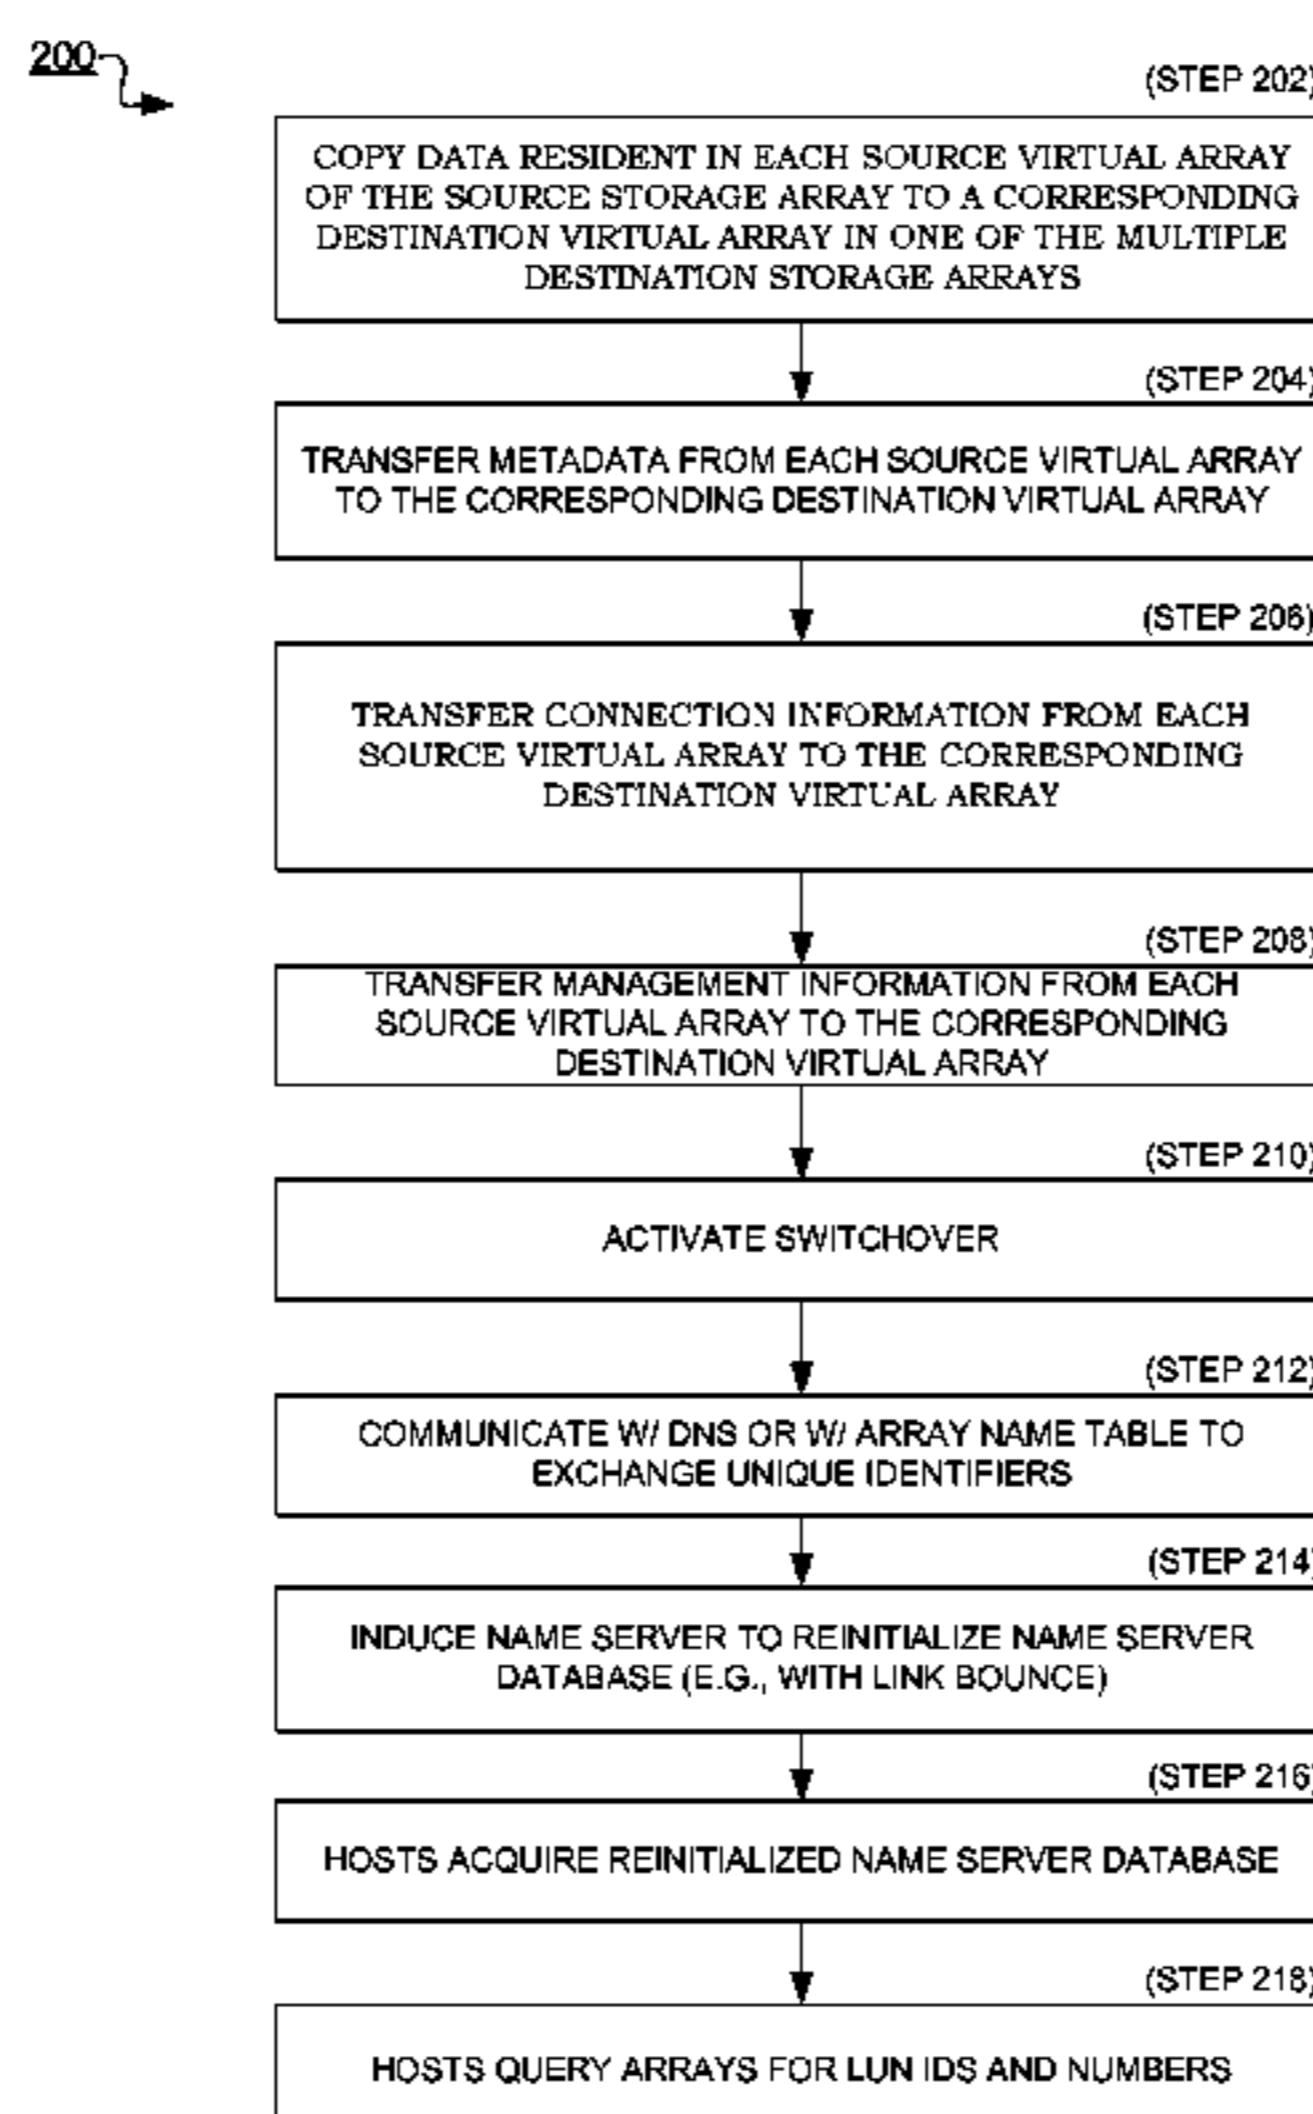 200
(STEP 202)
COPY DATA RESIDENT IN EACH SOURCE VIRTUAL ARRAY
OF THE SOURCE STORAGE ARRAY TO A CORRESPONDING
DESTINATION VIRTUAL ARRAY IN ONE OF THE MULTIPLE
DESTINATION STORAGE ARRAYS
(STEP 204)
TRANSFER METADATA FROM EACH SOURCE VIRTUAL ARRAY
TO THE CORRESPONDING DESTINATION VIRTUAL ARRAY
(STEP 206)
TRANSFER CONNECTION INFORMATION FROM EACH
SOURCE VIRTUAL ARRAY TO THE CORRESPONDING
DESTINATION VIRTUAL ARRAY
(STEP 208)
TRANSFER MANAGEMENT INFORMATION FROM EACH
SOURCE VIRTUAL ARRAY TO THE CORRESPONDING
DESTINATION VIRTUAL ARRAY
(STEP 210)
ACTIVATE SWITCHOVER
(STEP 212)
COMMUNICATE W/ DNS OR W/ ARRAY NAME TABLE TO
EXCHANGE UNIQUE IDENTIFIERS
(STEP 214)
INDUCE NAME SERVER TO REINITIALIZE NAME SERVER
DATABASE (E.G., WITH LINK BOUNCE)
(STEP 216)
HOSTS ACQUIRE REINITIALIZED NAME SERVER DATABASE
(STEP 218)
HOSTS QUERY ARRAYS FOR LUN IDS AND NUMBERS